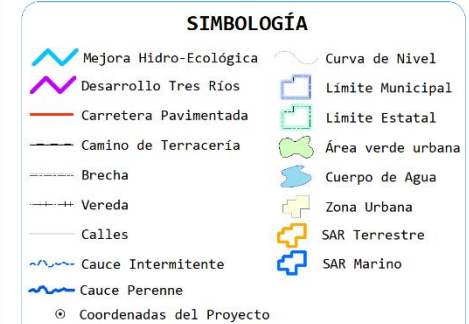 SIMBOLOGÍA
Mejora Hidro-Ecológica
Desarrollo Tres Ríos
Carretera Pavimentada
Camino de Terracería
Brecha
Vereda
Calles
Cauce Intermitente
Cauce Perenne
Coordenadas del Proyecto
Curva de Nivel
Límite Municipal
Limite Estatal
Área verde urbana
Cuerpo de Agua
Zona Urbana
SAR Terrestre
SAR Marino